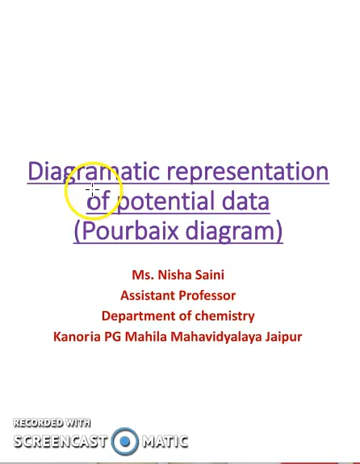 Diagramatic representation
of potential data
(Pourbaix diagram)
Ms. Nisha Saini
Assistant Professor
Department of chemistry
Kanoria PG Mahila Mahavidyalaya Jaipur
RECORDED WITH
SCREENCAST MATIC